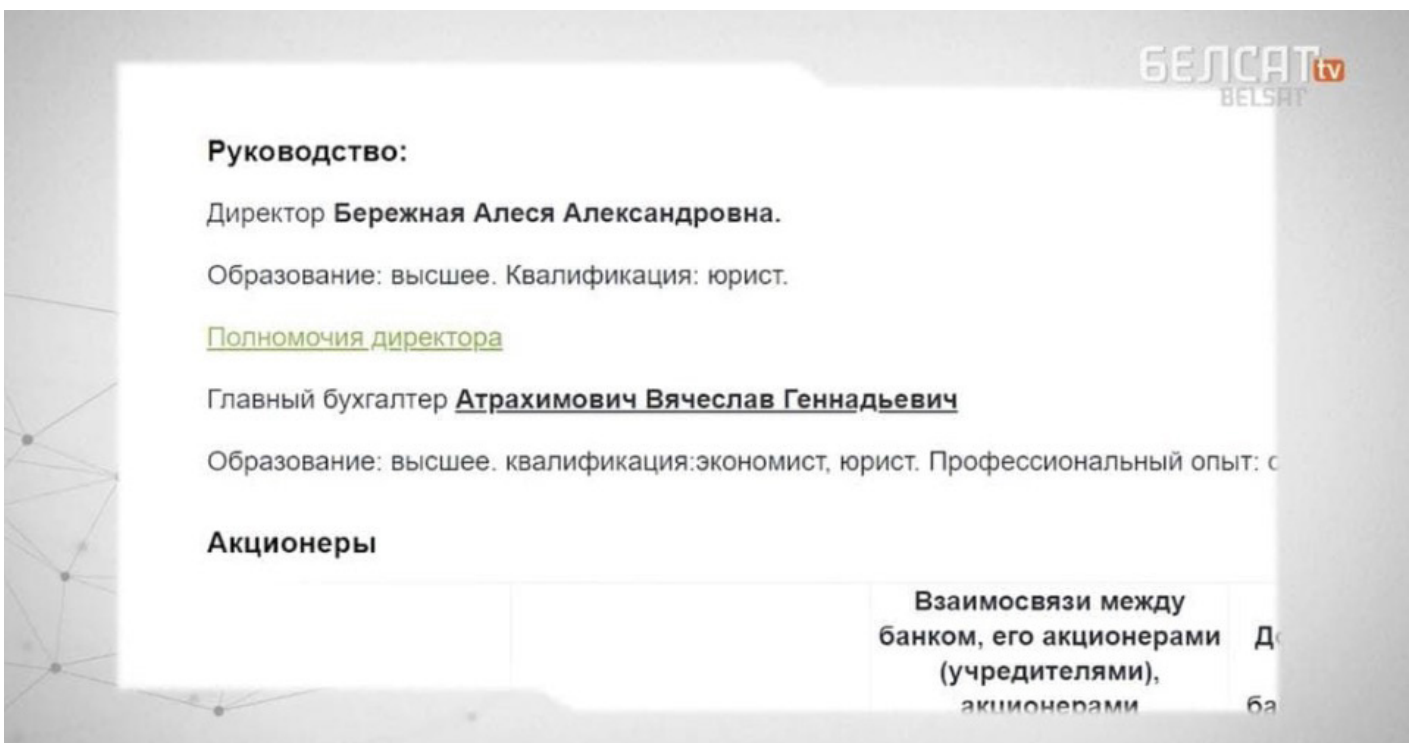 БЕЛСАТ tv
BELSAT
Руководство:
Директор Бережная Алеся Александровна.
Образование: высшее. Квалификация: юрист.
Полномочия директора
Главный бухгалтер Атрахимович Вячеслав Геннадьевич
Образование: высшее. квалификация:экономист, юрист. Профессиональный опыт:
Акционеры
Взаимосвязи между
банком, его акционерами
(учредителями),
акционерами